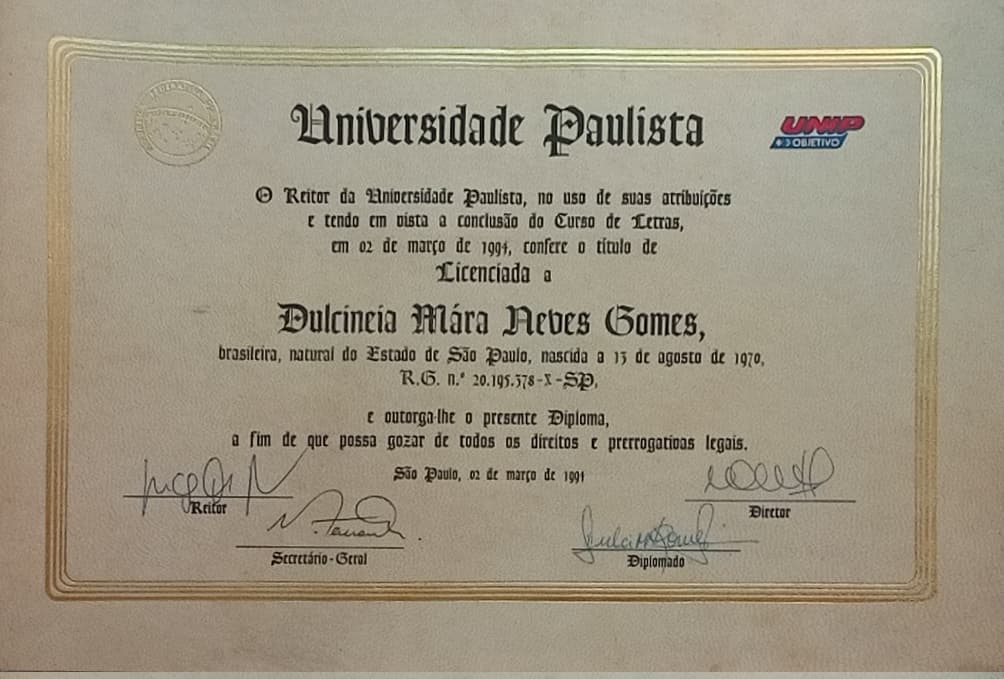 Universidade Paulista
UNIP
OBJETIVO
O Reitor da Universidade Paulista, no uso de suas atribuições
e tendo em vista a conclusão do Curso de Letras,
em 02 de março de 1994, confere o título de
Licenciada a
Dulcineia Mára Neves Gomes,
brasileira, natural do Estado de São Paulo, nascida a 13 de agosto de 1970,
R.G. n.º 20.195.378-X-SP,
e outorga-lhe o presente Diploma,
a fim de que possa gozar de todos os direitos e prerrogativas legais.
São Paulo, 02 de março de 1994
Reitor
Diretor
Secretário-Geral
Diplomado